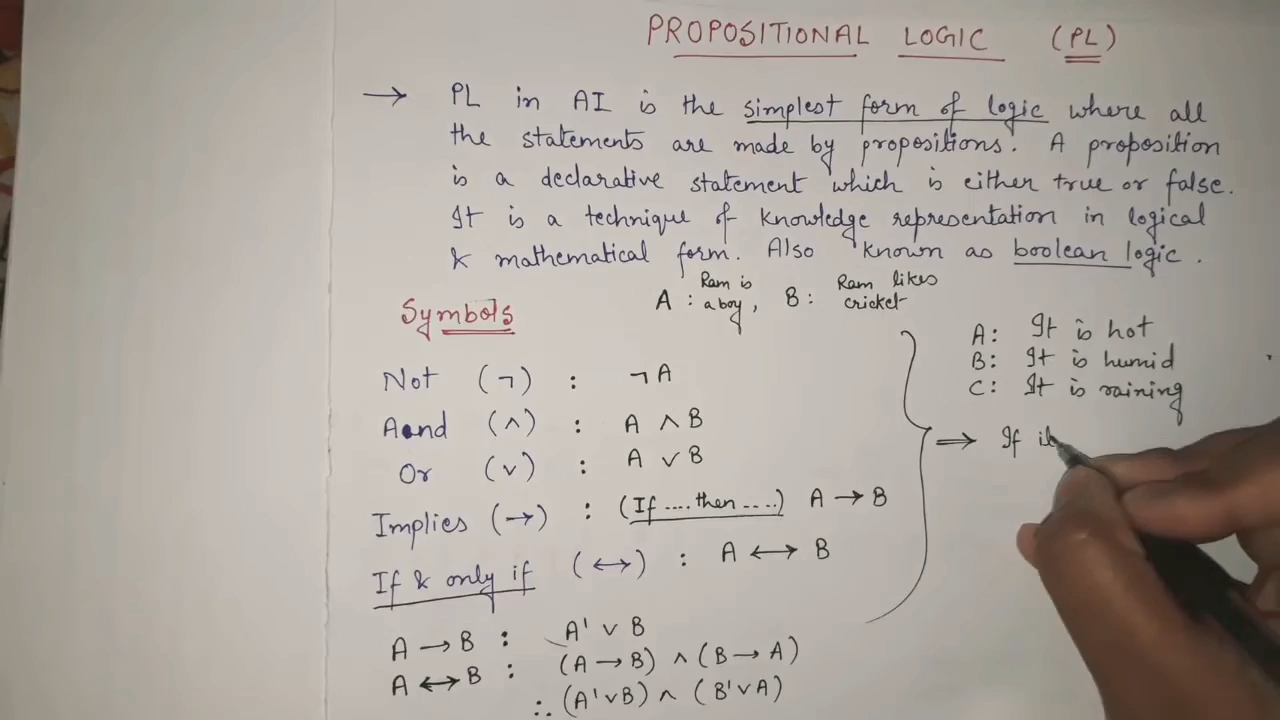 PROPOSITIONAL LOGIC (PL)
→ PL in AI is the simplest form of logic where all
the statements are made by propositions. A proposition
is a declarative statement which is either true or false.
It is a technique of knowledge representation in logical
& mathematical form. Also known as boolean logic.
A : Ram is a boy, B : Ram likes cricket
Symbols
Not (¬) : ¬A
And (∧) : A ∧ B
Or (∨) : A ∨ B
Implies (→) : (If ....then ....) A → B
If & only if (↔) : A ↔ B
A → B : A' ∨ B
A ↔ B : (A → B) ∧ (B → A)
∴ (A'∨B) ∧ (B'∨A)
A: It is hot
B: It is humid
C: It is raining
⇒ If it